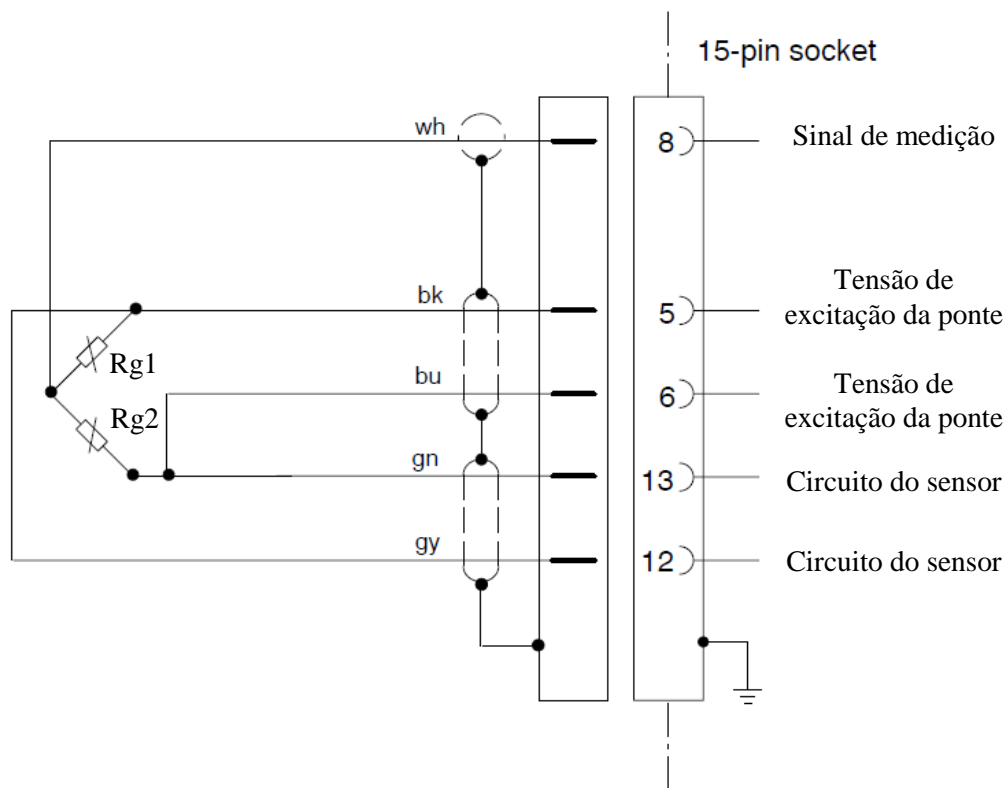 15-pin socket
wh
8
Sinal de medição
bk
5
Tensão de
excitação da ponte
Rg1
bu
6
Tensão de
excitação da ponte
Rg2
gn
13
Circuito do sensor
gy
12
Circuito do sensor